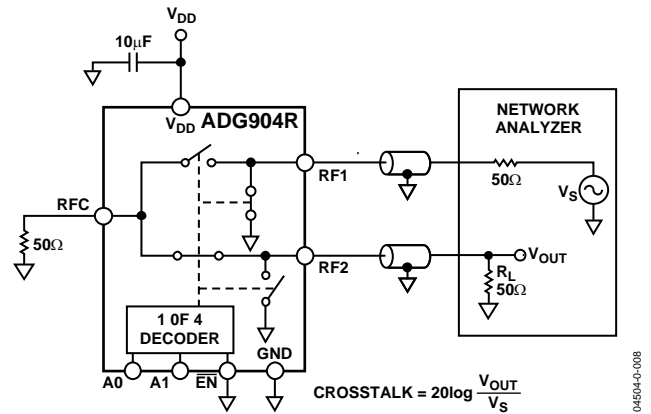 VDD
10µF
VDD
ADG904R
NETWORK
ANALYZER
RF1
50Ω
VS
RFC
50Ω
RF2
VOUT
RL
50Ω
1 0F 4
DECODER
GND
A0
A1
EN
CROSSTALK = 20log VOUT
VS
04504-0-008